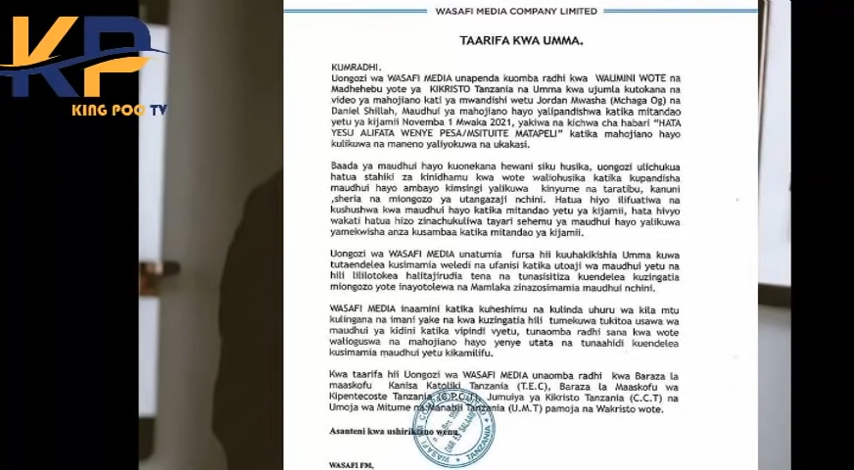 KP
KING POO TV
WASAFI MEDIA COMPANY LIMITED
TAARIFA KWA UMMA.
KUMRADHI,
Uongozi wa WASAFI MEDIA unapenda kuomba radhi kwa WAUMINI WOTE na
Madhehebu yote ya KIKRISTO Tanzania na Umma kwa ujumla kutokana na
video ya mahojiano kati ya mwandishi wetu Jordan Mwasha (Mchaga Og) na
Daniel Shillah, Maudhui ya mahojiano hayo yalipandishwa katika mitandao
yetu ya kijamii Novemba 1 Mwaka 2021, yakiwa na kichwa cha habari "HATA
YESU ALIFATA WENYE PESA/MSITUITE MATAPELI" katika mahojiano hayo
kulikuwa na maneno yaliyokuwa na ukakasi.
Baada ya maudhui hayo kuonekana hewani siku husika, uongozi ulichukua
hatua stahiki za kinidhamu kwa wote waliohusika katika kupandisha
maudhui hayo ambayo kimsingi yalikuwa kinyume na taratibu, kanuni
,sheria na miongozo ya utangazaji nchini. Hatua hiyo ilifuatiwa na
kushushwa kwa maudhui hayo katika mitandao yetu ya kijamii, hata hivyo
wakati hatua hizo zinachukuliwa tayari sehemu ya maudhui hayo yalikuwa
yamekwisha anza kusambaa katika mitandao ya kijamii.
Uongozi wa WASAFI MEDIA unatumia fursa hii kuuhakikishia Umma kuwa
tutaendelea kusimamia weledi na ufanisi katika utoaji wa maudhui yetu na
hili lililotokea halitajirudia tena na tunasisitiza kuendelea kuzingatia
miongozo yote inayotolewa na Mamlaka zinazosimamia maudhui nchini.
WASAFI MEDIA inaamini katika kuheshimu na kulinda uhuru wa kila mtu
kulingana na imani yake na kwa kuzingatia hili tumekuwa tukitoa usawa wa
maudhui ya kidini katika vipindi vyetu, tunaomba radhi sana kwa wote
walioguswa na mahojiano hayo yenye utata na tunaahidi kuendelea
kusimamia maudhui yetu kikamilifu.
Kwa taarifa hii Uongozi wa WASAFI MEDIA unaomba radhi kwa Baraza la
maaskofu Kanisa Katoliki Tanzania (T.E.C), Baraza la Maaskofu wa
Kipentecoste Tanzania (C.P.C.T), Jumuiya ya Kikristo Tanzania (C.C.T) na
Umoja wa Mitume na Manabii Tanzania (U.M.T) pamoja na Wakristo wote.
Asanteni kwa ushirikiano wenu
DAR ES SALAAM
TANZANIA
WASAFI FM,